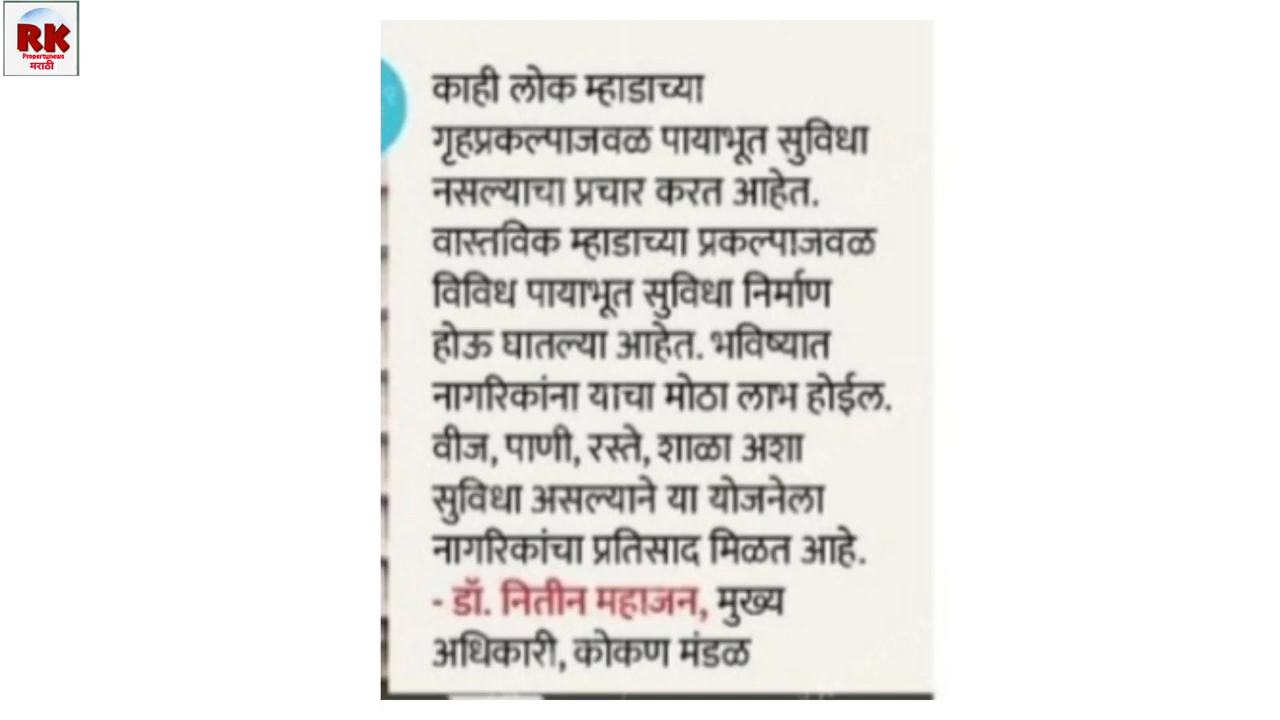 RK
Propertynews
मराठी
काही लोक म्हाडाच्या
गृहप्रकल्पाजवळ पायाभूत सुविधा
नसल्याचा प्रचार करत आहेत.
वास्तविक म्हाडाच्या प्रकल्पाजवळ
विविध पायाभूत सुविधा निर्माण
होऊ घातल्या आहेत. भविष्यात
नागरिकांना याचा मोठा लाभ होईल.
वीज, पाणी, रस्ते, शाळा अशा
सुविधा असल्याने या योजनेला
नागरिकांचा प्रतिसाद मिळत आहे.
- डॉ. नितीन महाजन, मुख्य
अधिकारी, कोकण मंडळ